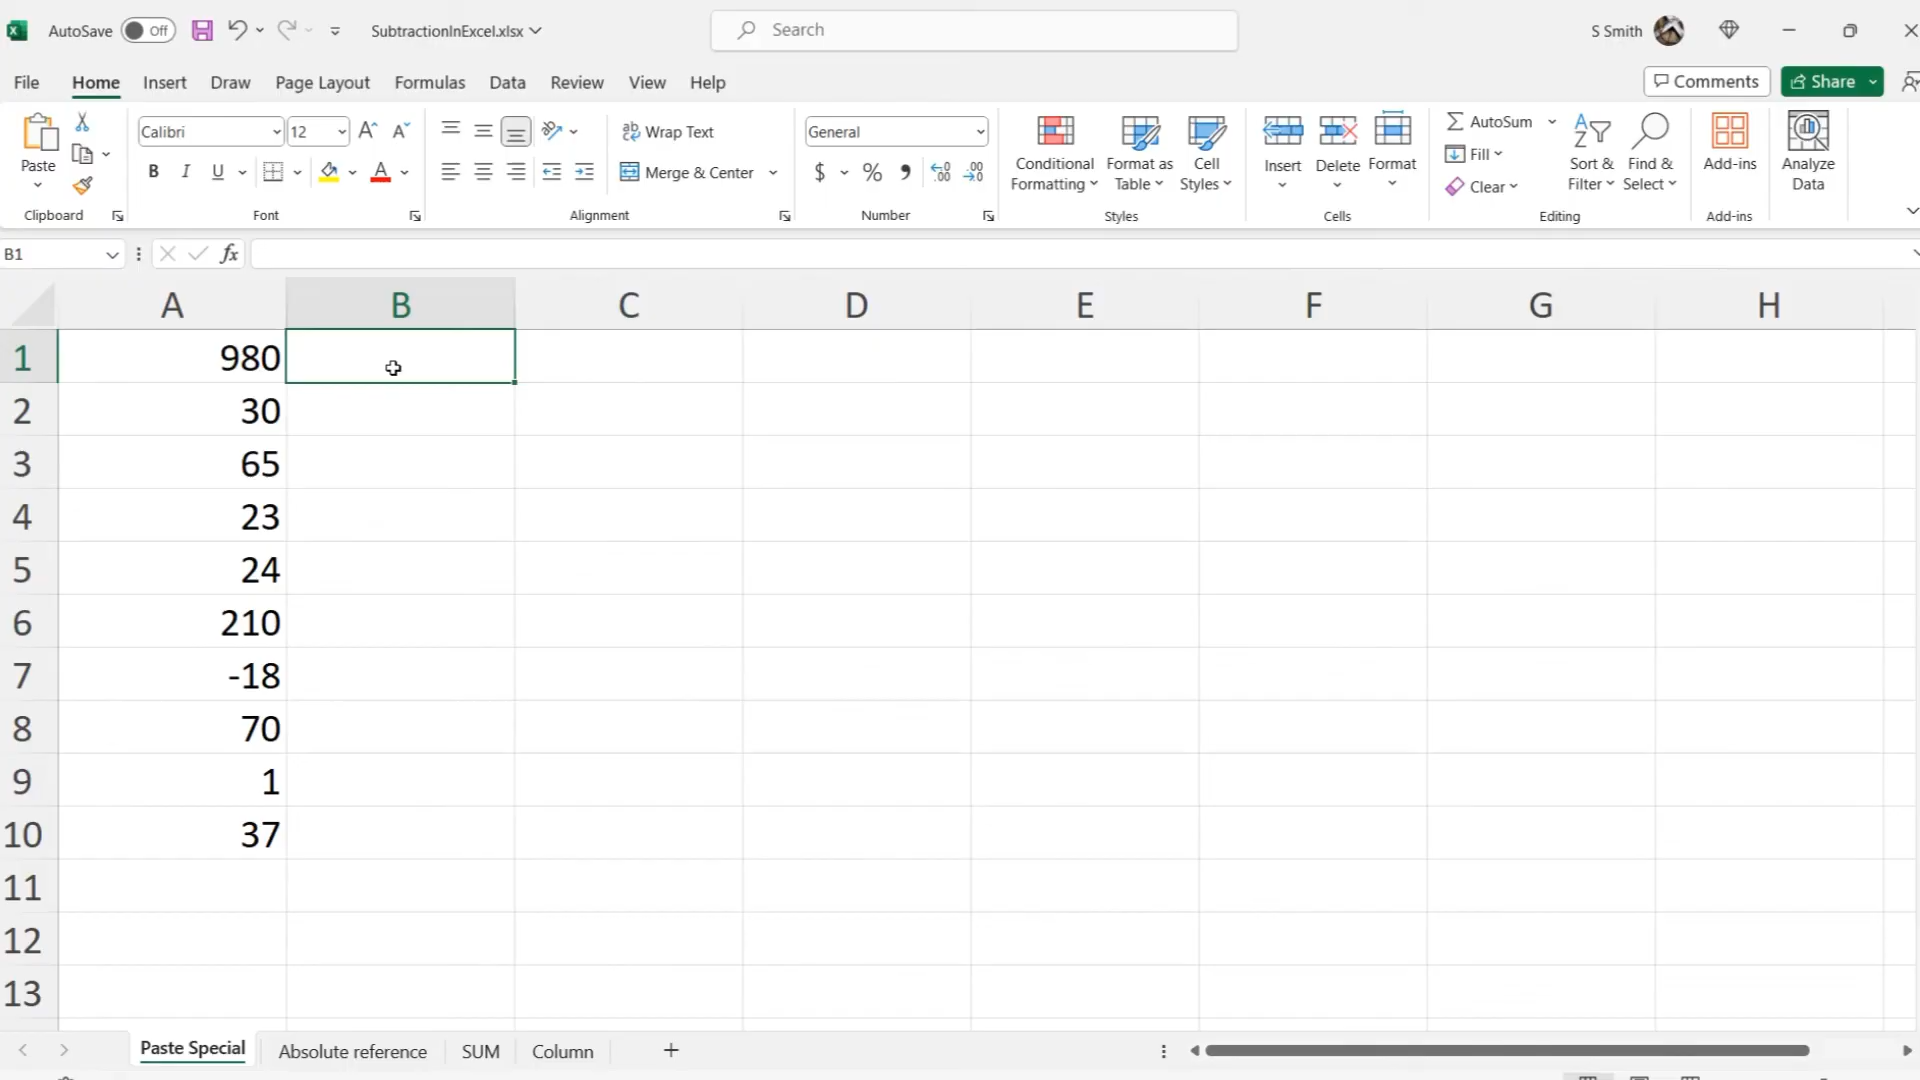 AutoSave Off SubtractionInExcel.xlsx Search S Smith
File Home Insert Draw Page Layout Formulas Data Review View Help Comments Share
Paste
Clipboard
Calibri 12
B I U A
Font
ab Wrap Text
Merge & Center
Alignment
General
$ % , .00
Number
Conditional Formatting
Format as Table
Cell Styles
Styles
Insert Delete Format
Cells
AutoSum
Fill
Clear
Sort & Filter
Find & Select
Editing
Add-ins
Add-ins
Analyze Data
B1 fx
A B C D E F G H
1 980
2 30
3 65
4 23
5 24
6 210
7 -18
8 70
9 1
10 37
11
12
13
Paste Special Absolute reference SUM Column +